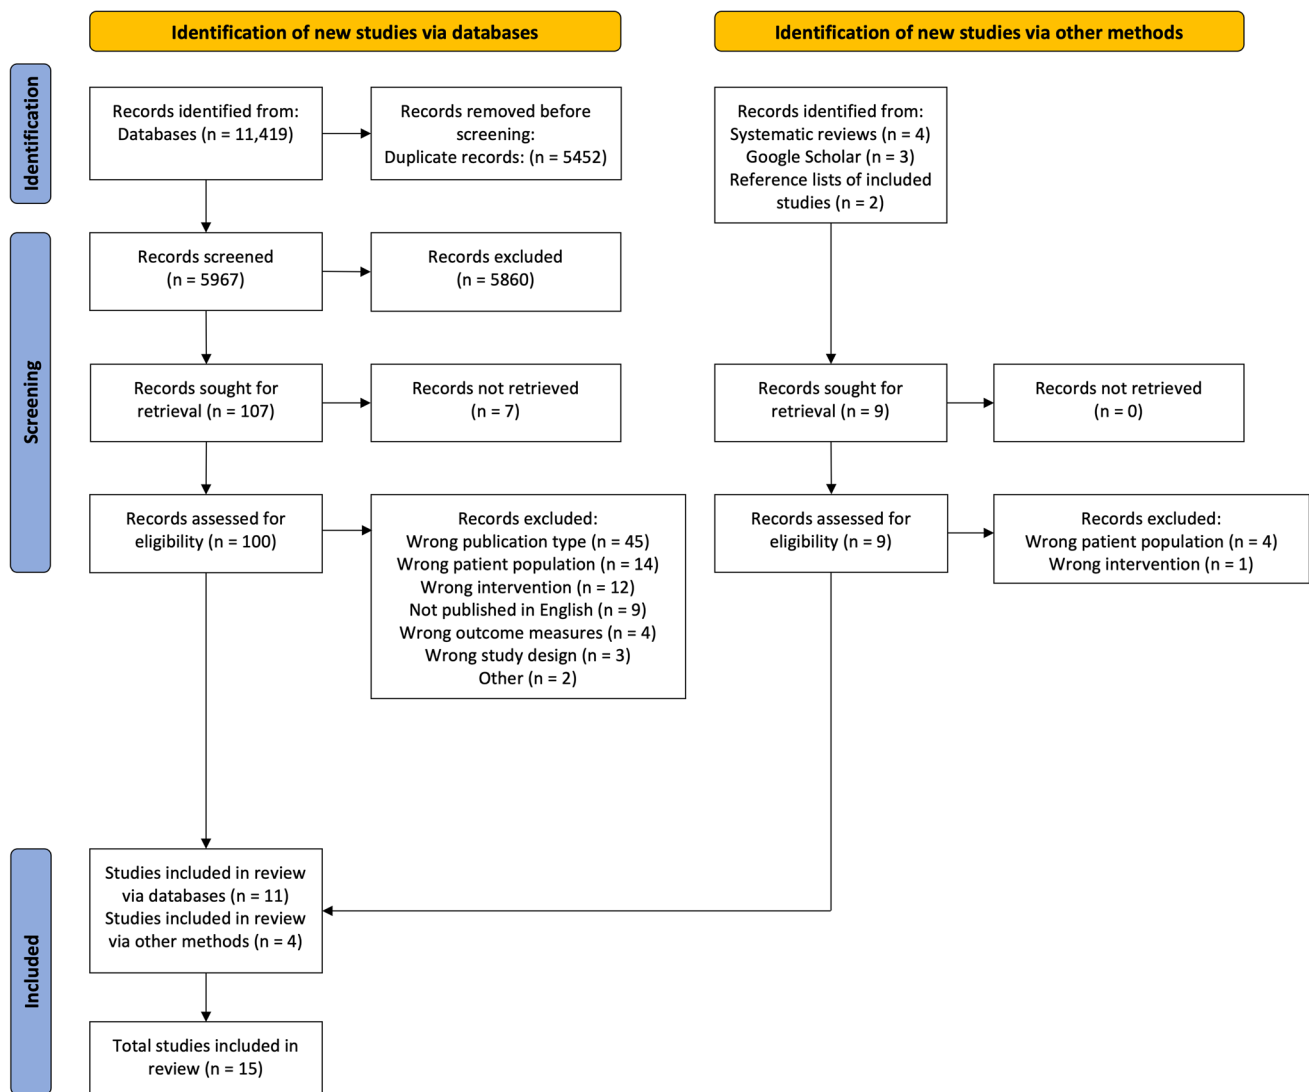 Identification of new studies via databases
Identification of new studies via other methods
Identification
Records identified from:
Databases (n = 11,419)
Records removed before
screening:
Duplicate records: (n = 5452)
Records identified from:
Systematic reviews (n = 4)
Google Scholar (n = 3)
Reference lists of included
studies (n = 2)
Screening
Records screened
(n = 5967)
Records excluded
(n = 5860)
Records sought for
retrieval (n = 107)
Records not retrieved
(n = 7)
Records sought for
retrieval (n = 9)
Records not retrieved
(n = 0)
Records assessed for
eligibility (n = 100)
Records excluded:
Wrong publication type (n = 45)
Wrong patient population (n = 14)
Wrong intervention (n = 12)
Not published in English (n = 9)
Wrong outcome measures (n = 4)
Wrong study design (n = 3)
Other (n = 2)
Records assessed for
eligibility (n = 9)
Records excluded:
Wrong patient population (n = 4)
Wrong intervention (n = 1)
Included
Studies included in review
via databases (n = 11)
Studies included in review
via other methods (n = 4)
Total studies included in
review (n = 15)